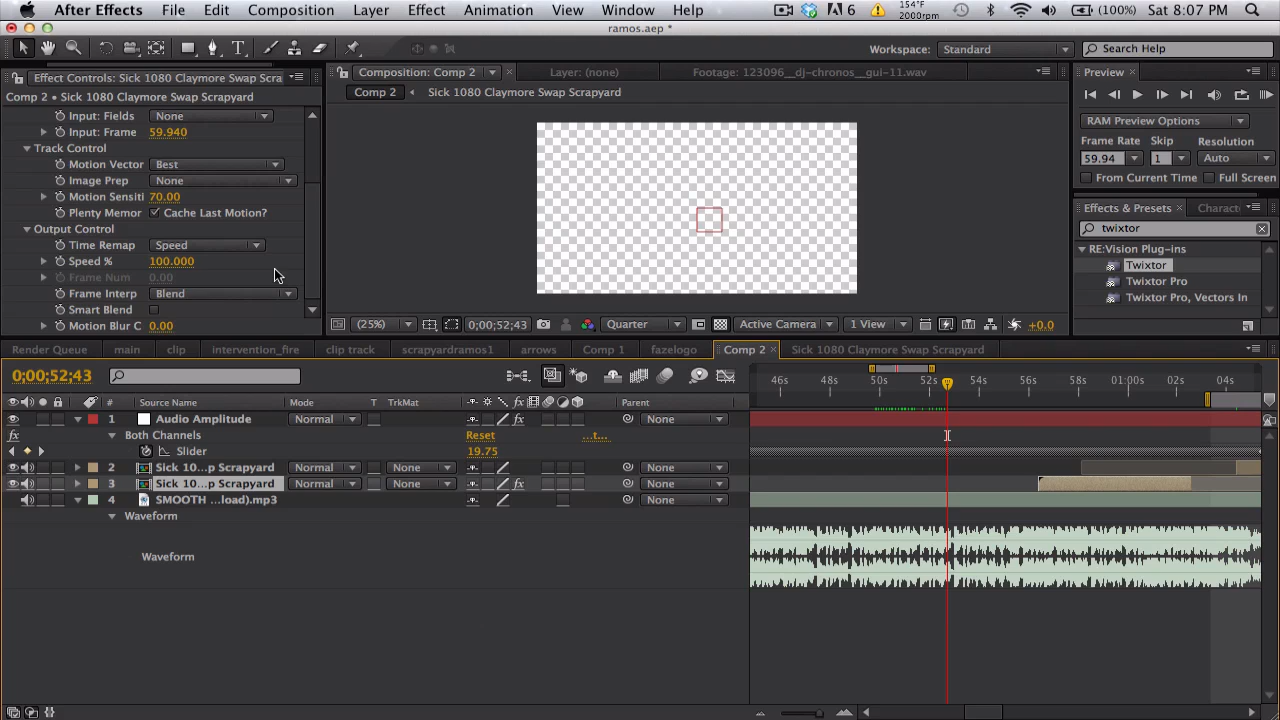 After Effects File Edit Composition Layer Effect Animation View Window Help 154°F 2000rpm 6 (100%) Sat 8:07 PM
ramos.aep *
Workspace: Standard Search Help
Effect Controls: Sick 1080 Claymore Swap Scra
Comp 2 • Sick 1080 Claymore Swap Scrapyard
Input: Fields None
Input: Frame 59.940
Track Control
Motion Vector Best
Image Prep None
Motion Sensiti 70.00
Plenty Memor Cache Last Motion?
Output Control
Time Remap Speed
Speed % 100.000
Frame Num 0.00
Frame Interp Blend
Smart Blend
Motion Blur C 0.00
Composition: Comp 2 Layer: (none) Footage: 123096__dj-chronos__gui-11.wav
Comp 2 Sick 1080 Claymore Swap Scrapyard
(25%) 0;00;52;43 Quarter Active Camera 1 View +0.0
Preview
RAM Preview Options
Frame Rate Skip Resolution
59.94 1 Auto
From Current Time Full Screen
Effects & Presets Charact
twixtor
RE:Vision Plug-ins
Twixtor
Twixtor Pro
Twixtor Pro, Vectors In
Render Queue main clip intervention_fire clip track scrapyardramos1 arrows Comp 1 fazelogo Comp 2 Sick 1080 Claymore Swap Scrapyard
0;00;52;43
46s 48s 50s 52s 54s 56s 58s 01:00s 02s 04s
# Source Name Mode T TrkMat Parent
1 Audio Amplitude Normal None
Both Channels Reset ...t...
Slider 19.75
2 Sick 10...p Scrapyard Normal None None
3 Sick 10...p Scrapyard Normal None None
4 SMOOTH ...load).mp3 None
Waveform
Waveform